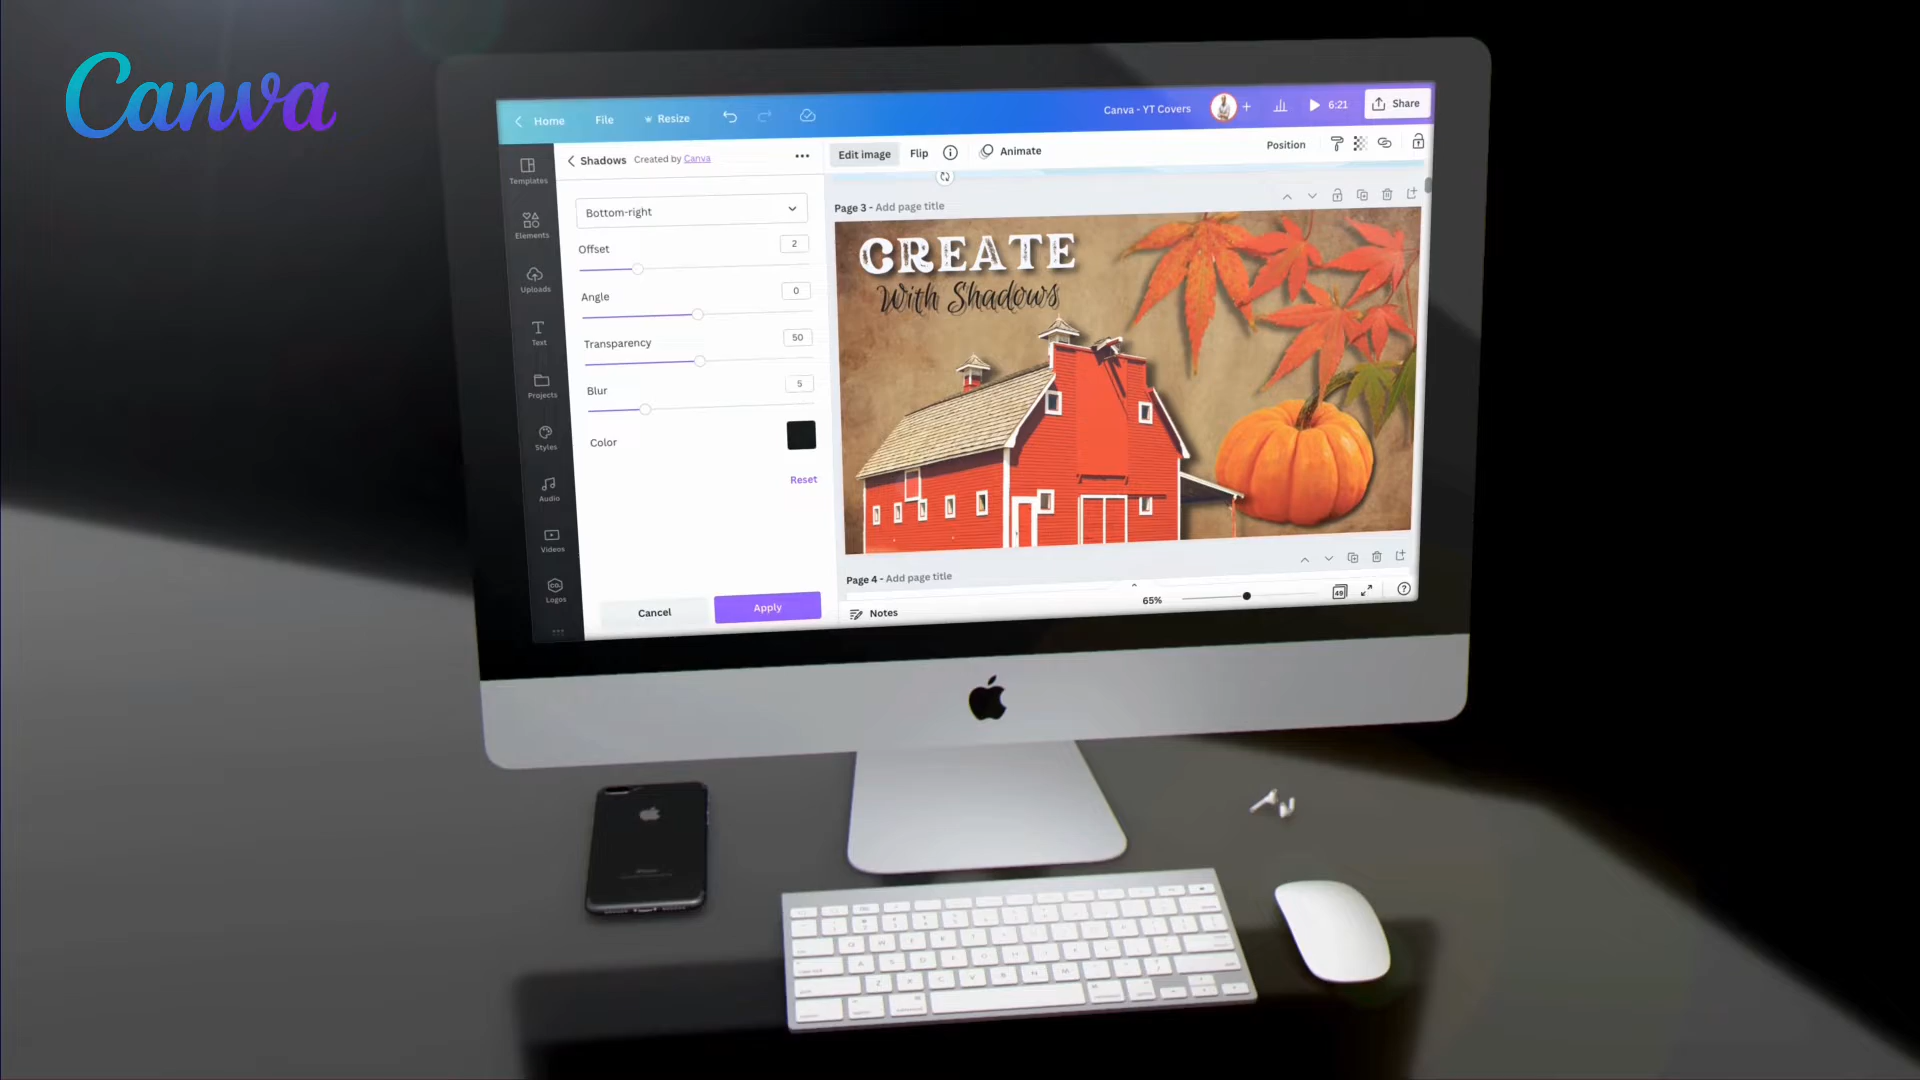 Canva
Home File Resize
Canva - YT Covers
6:21
Share
Shadows Created by Canva
Edit image Flip Animate
Position
Templates
Elements
Uploads
Text
Projects
Styles
Audio
Videos
CO.
Logos
Bottom-right
Offset 2
Angle 0
Transparency 50
Blur 5
Color
Reset
Cancel Apply
Page 3 - Add page title
CREATE
With Shadows
Page 4 - Add page title
Notes
65%
49
iPhone